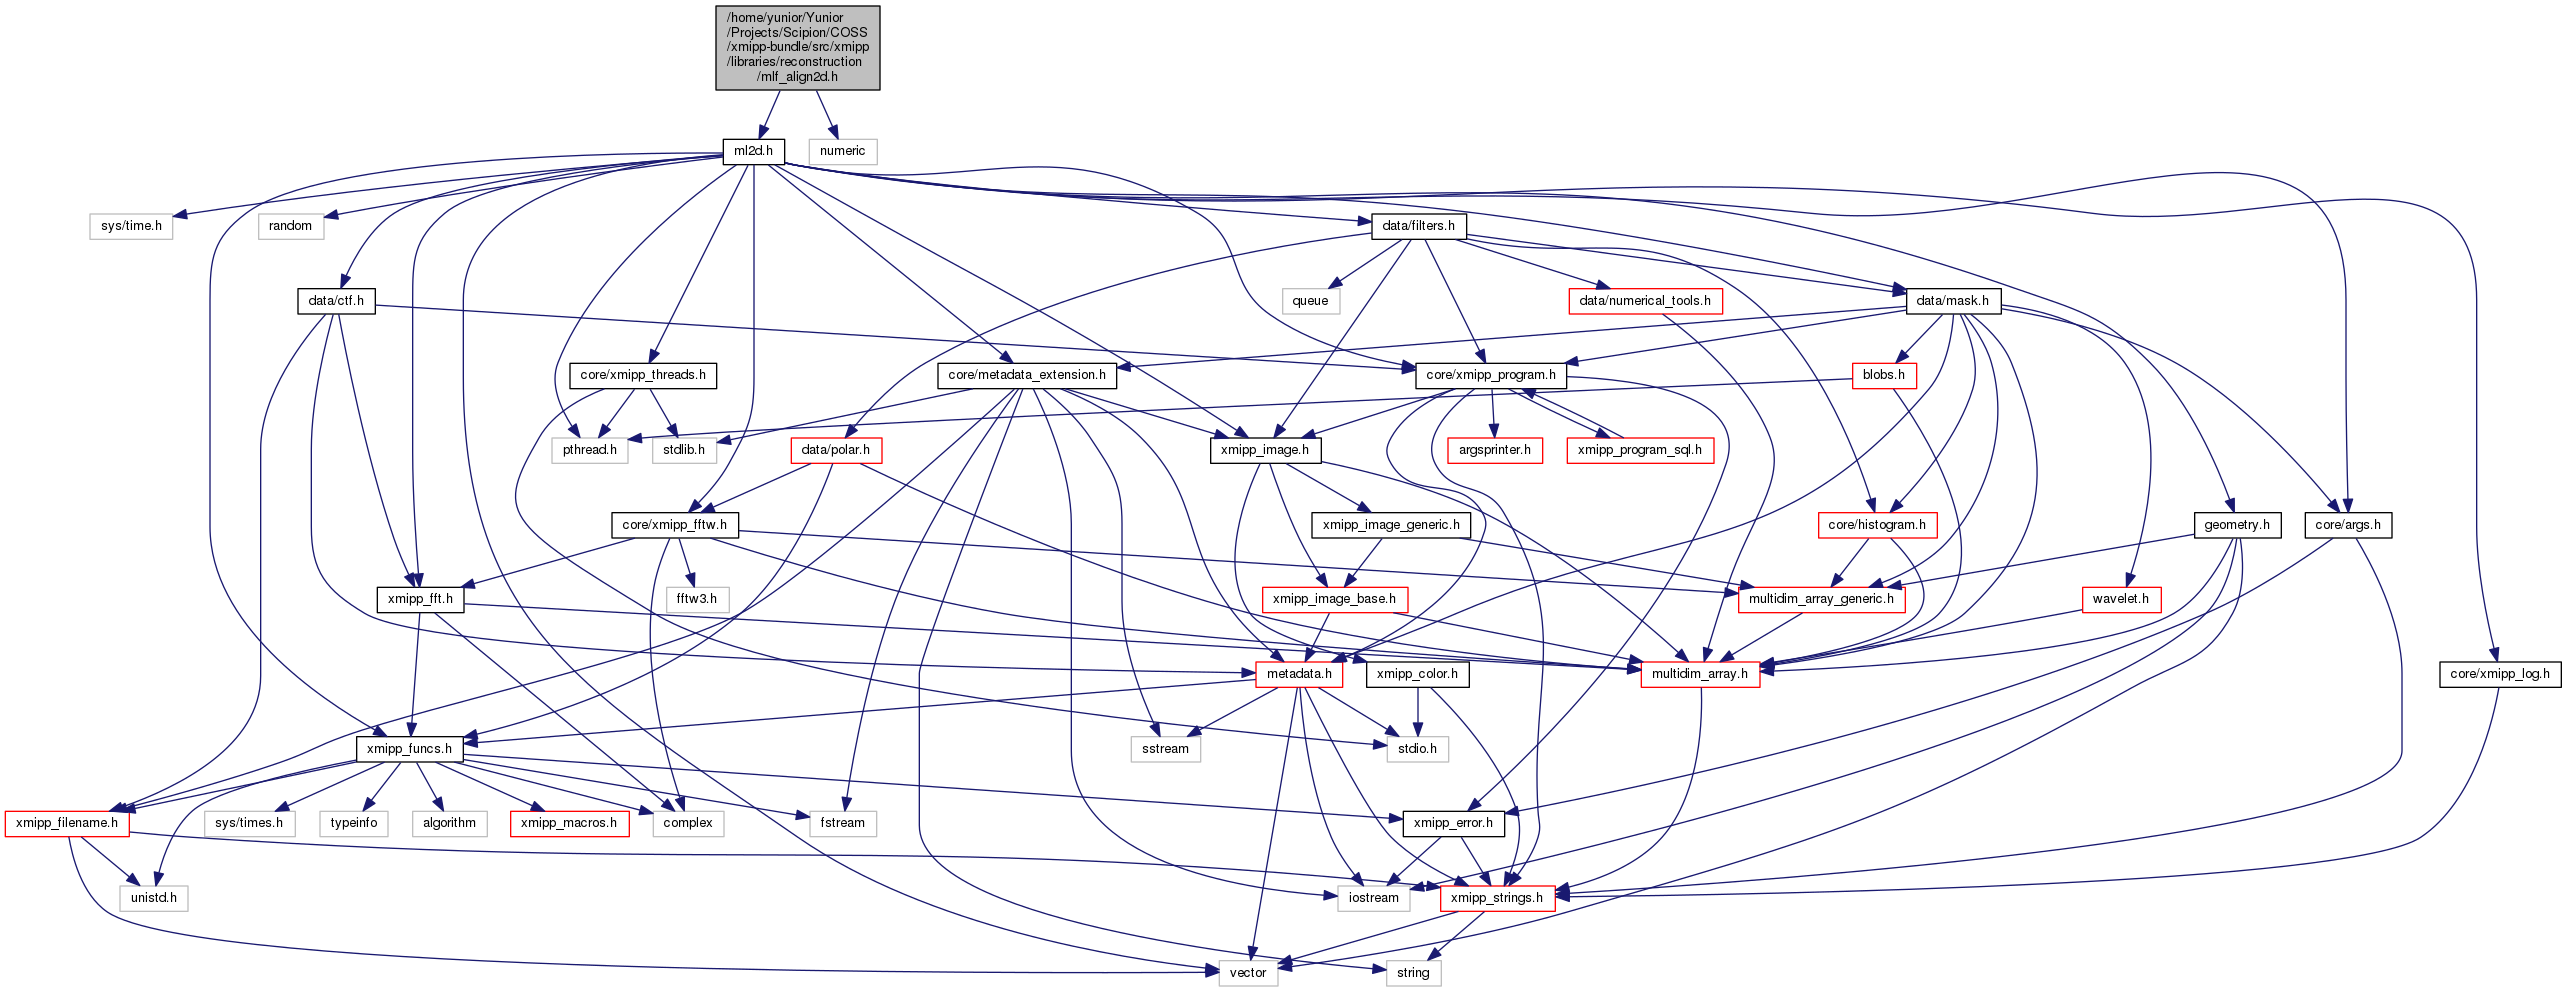 /home/yunior/Yunior
/Projects/Scipion/COSS
/xmipp-bundle/src/xmipp
/libraries/reconstruction
/mlf_align2d.h
ml2d.h
numeric
sys/time.h
random
data/filters.h
data/ctf.h
queue
data/numerical_tools.h
data/mask.h
core/xmipp_threads.h
core/metadata_extension.h
core/xmipp_program.h
blobs.h
pthread.h
stdlib.h
data/polar.h
xmipp_image.h
argsprinter.h
xmipp_program_sql.h
core/xmipp_fftw.h
xmipp_image_generic.h
core/histogram.h
geometry.h
core/args.h
xmipp_fft.h
fftw3.h
xmipp_image_base.h
multidim_array_generic.h
wavelet.h
metadata.h
xmipp_color.h
multidim_array.h
core/xmipp_log.h
xmipp_funcs.h
sstream
stdio.h
xmipp_filename.h
sys/times.h
typeinfo
algorithm
xmipp_macros.h
complex
fstream
xmipp_error.h
unistd.h
iostream
xmipp_strings.h
vector
string